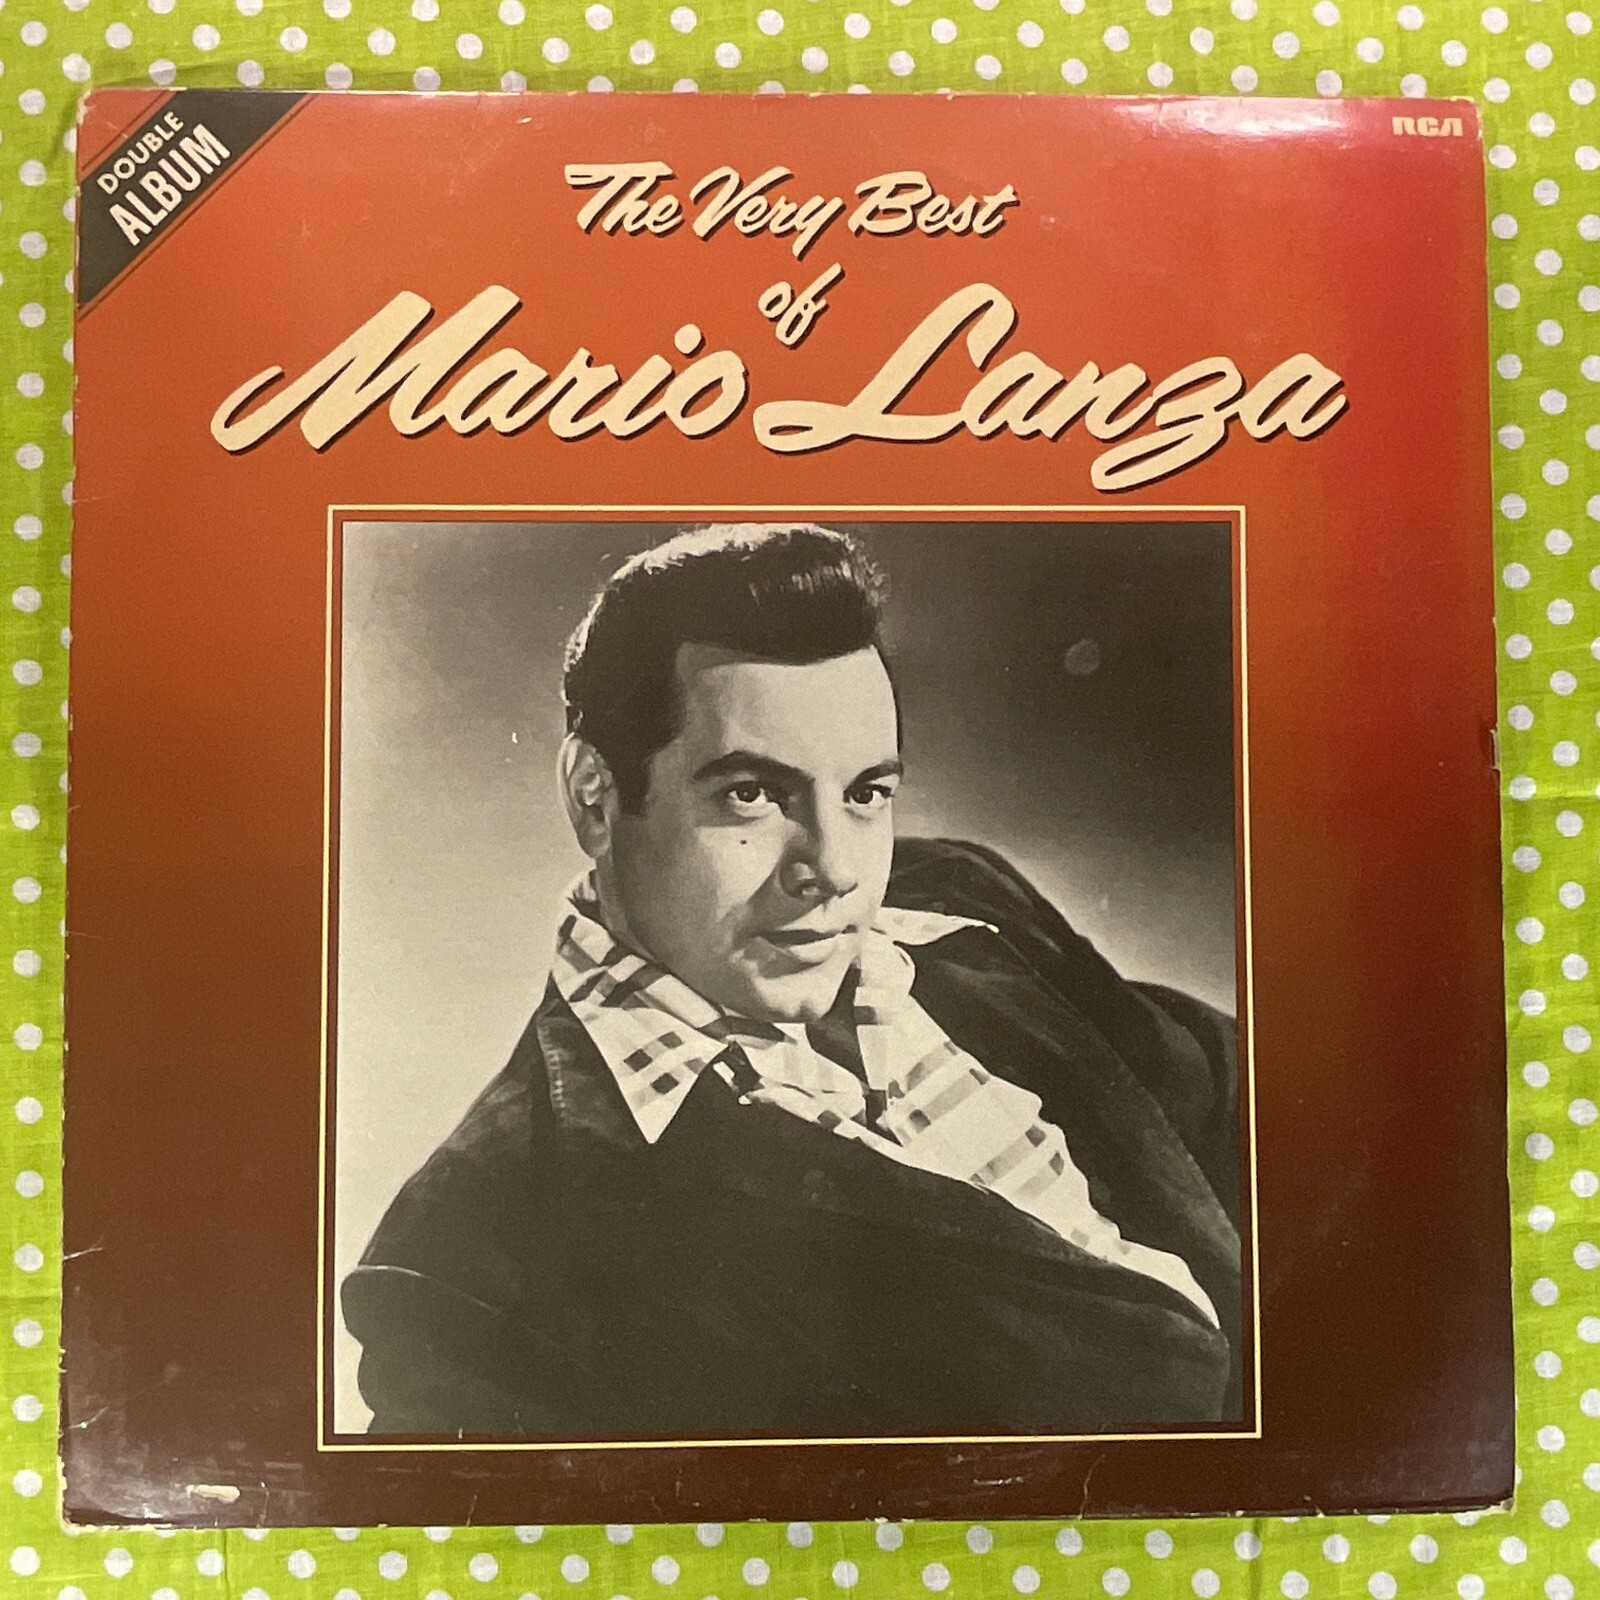 DOUBLE
ALBUM
RCA
The Very Best
of
Mario Lanza